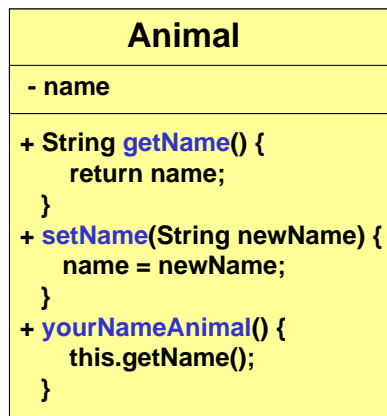 Animal
- name
+ String getName() {
return name;
}
+ setName(String newName) {
name = newName;
}
+ yourNameAnimal() {
this.getName();
}